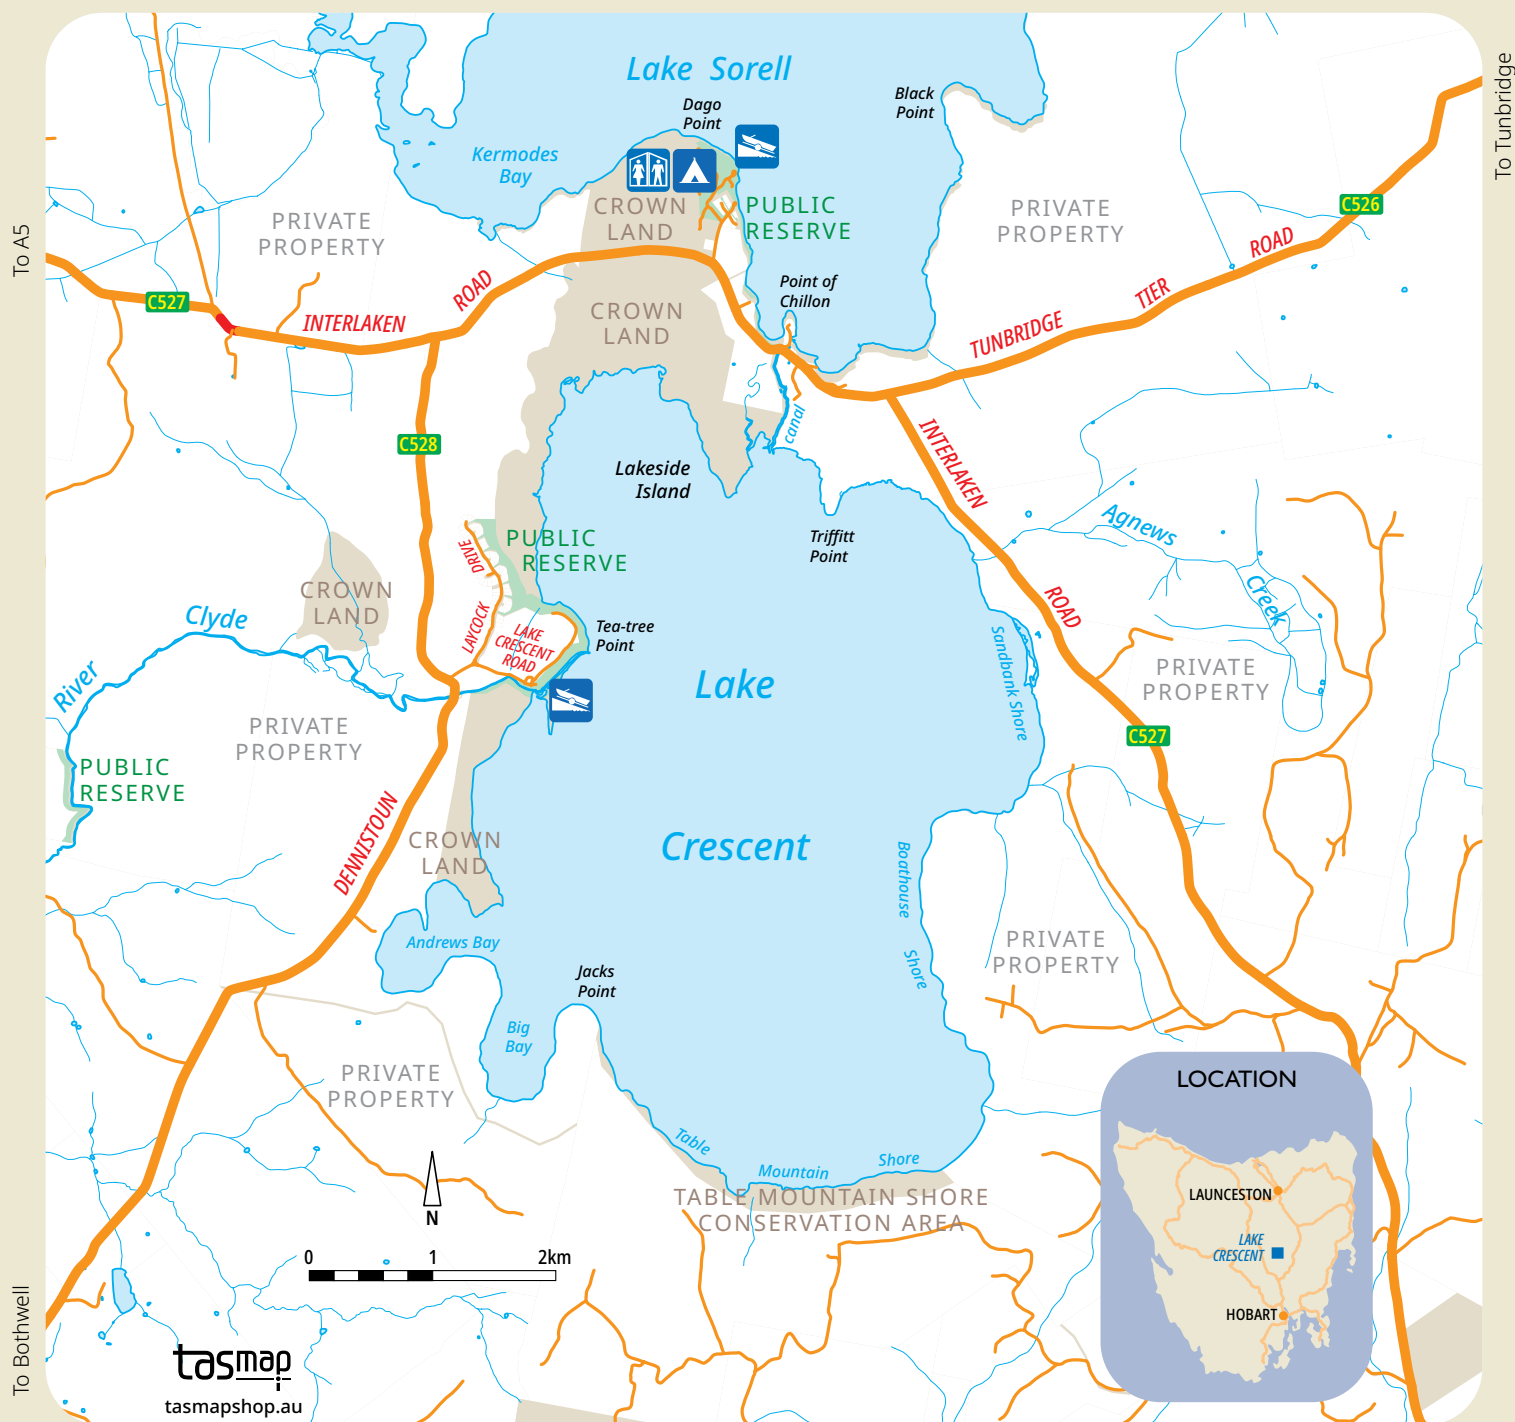 Lake Sorell
Dago
Point
Black
Point
To Tunbridge
Kermodes
Bay
C526
PRIVATE
PROPERTY
CROWN
LAND
PUBLIC
RESERVE
PRIVATE
PROPERTY
To A5
ROAD
Point of
Chillon
C527
ROAD
TIER
INTERLAKEN
CROWN
LAND
TUNBRIDGE
C528
canal
INTERLAKEN
Lakeside
Island
Agnews
Creek
Triffitt
Point
PUBLIC
RESERVE
DRIVE
LAYCOCK
CROWN
LAND
ROAD
Clyde
River
LAKE
CRESCENT
ROAD
Tea-tree
Point
Sandbank Shore
PRIVATE
PROPERTY
Lake
Crescent
PRIVATE
PROPERTY
C527
PUBLIC
RESERVE
DENNISTOUN
CROWN
LAND
Boathouse
Shore
Andrews Bay
PRIVATE
PROPERTY
Jacks
Point
Big
Bay
PRIVATE
PROPERTY
LOCATION
Table
Mountain
Shore
TABLE MOUNTAIN SHORE
CONSERVATION AREA
LAUNCESTON
LAKE
CRESCENT
HOBART
N
0 1 2km
To Bothwell
tasmap
tasmapshop.au